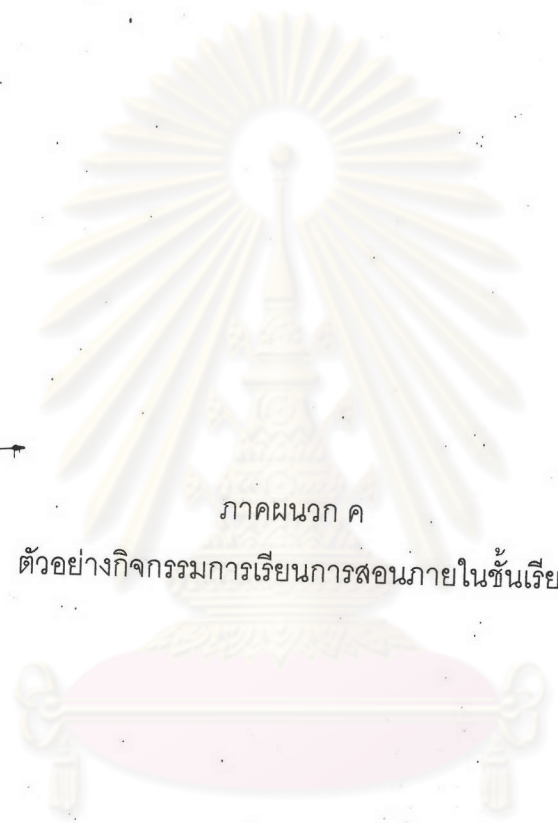 ภาคผนวก ค
ตัวอย่างกิจกรรมการเรียนการสอนภายในชั้นเรีย